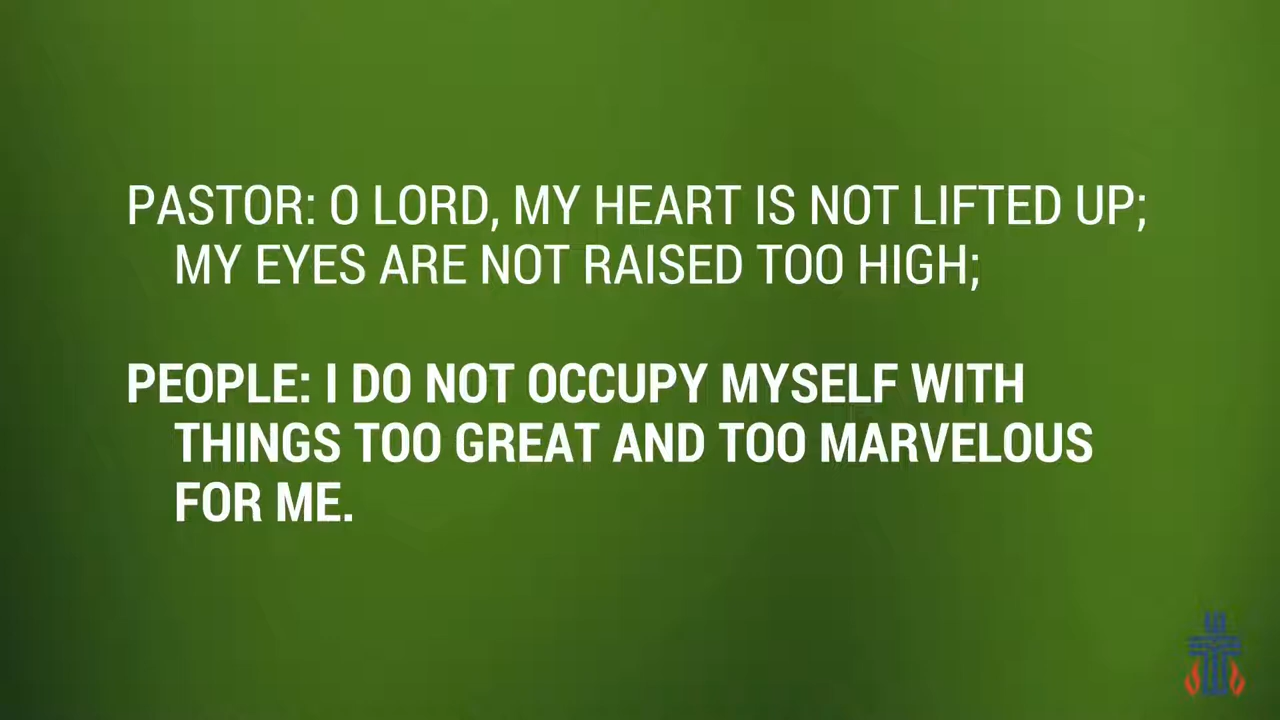 PASTOR: O LORD, MY HEART IS NOT LIFTED UP;
MY EYES ARE NOT RAISED TOO HIGH;
PEOPLE: I DO NOT OCCUPY MYSELF WITH
THINGS TOO GREAT AND TOO MARVELOUS
FOR ME.